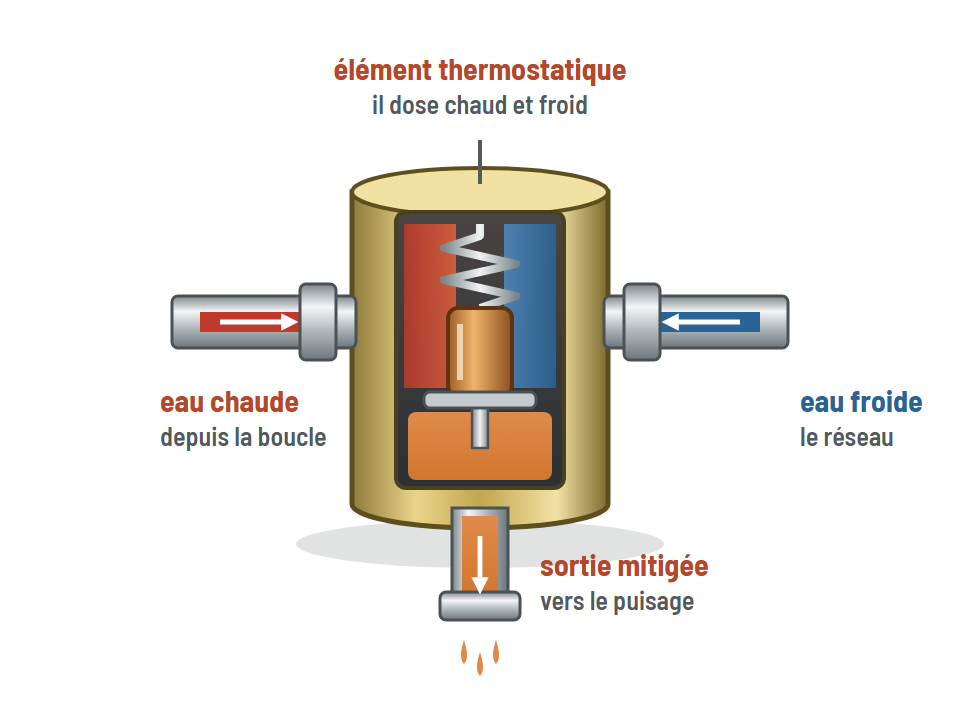 élément thermostatique
il dose chaud et froid
eau chaude
depuis la boucle
eau froide
le réseau
sortie mitigée
vers le puisage